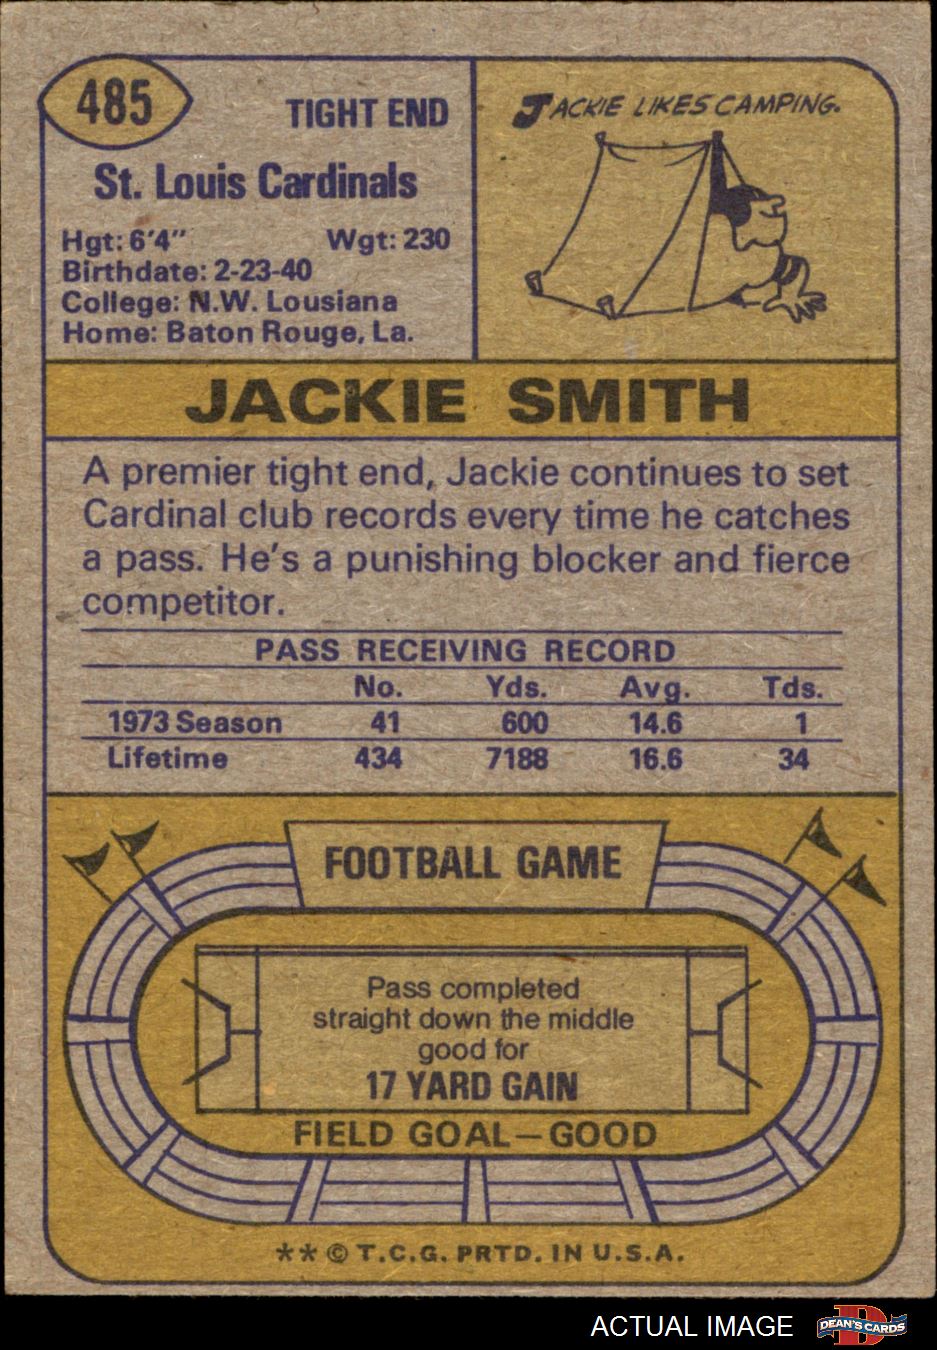 485
TIGHT END
St. Louis Cardinals
Hgt: 6'4" Wgt: 230
Birthdate: 2-23-40
College: N.W. Lousiana
Home: Baton Rouge, La.
JACKIE LIKES CAMPING.
JACKIE SMITH
A premier tight end, Jackie continues to set
Cardinal club records every time he catches
a pass. He's a punishing blocker and fierce
competitor.
PASS RECEIVING RECORD
No. Yds. Avg. Tds.
1973 Season 41 600 14.6 1
Lifetime 434 7188 16.6 34
FOOTBALL GAME
Pass completed
straight down the middle
good for
17 YARD GAIN
FIELD GOAL—GOOD
**© T.C.G. PRTD. IN U.S.A.
ACTUAL IMAGE
D
DEAN'S CARDS